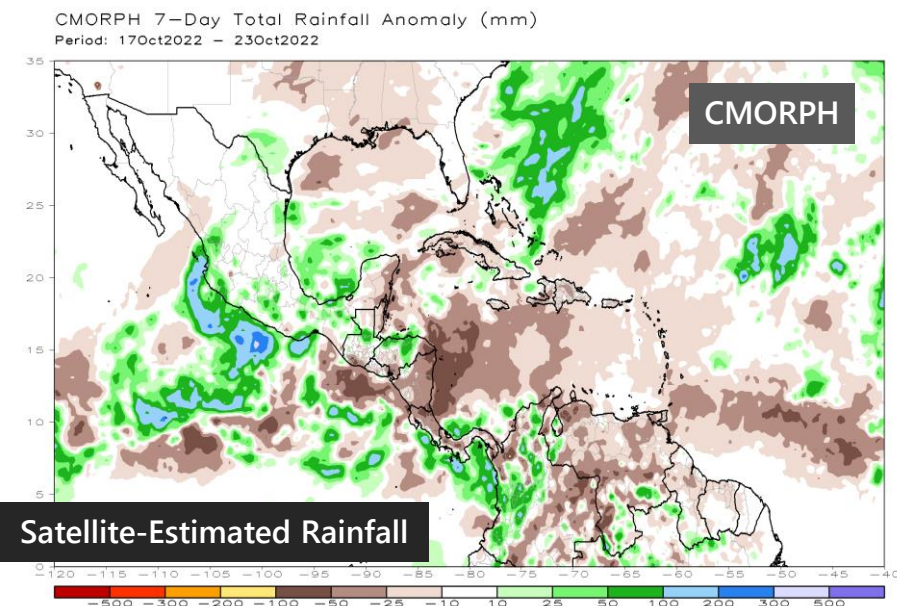 CMORPH 7-Day Total Rainfall Anomaly (mm)
Period: 17Oct2022 - 23Oct2022
CMORPH
35
30
25
20
15
10
5
0
Satellite-Estimated Rainfall
-120 -115 -110 -105 -100 -95 -90 -85 -80 -75 -70 -65 -60 -55 -50 -45 -40
-500 -300 -200 -100 -50 -25 -10 10 25 50 100 200 300 500